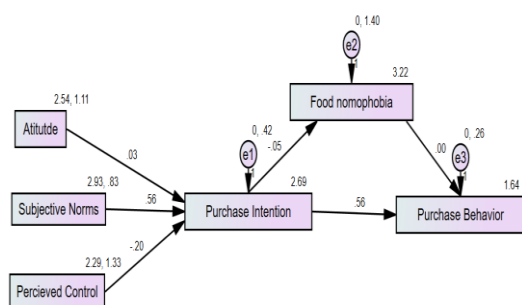 0, 1.40
e2
1
3.22
Food nomophobia
2.54, 1.11
Atitutde
0, .42
e1
1
-.05
.00
0, .26
e3
1
.03
2.93, .83
Subjective Norms
.56
2.69
Purchase Intention
.56
1.64
Purchase Behavior
-.20
2.29, 1.33
Percieved Control